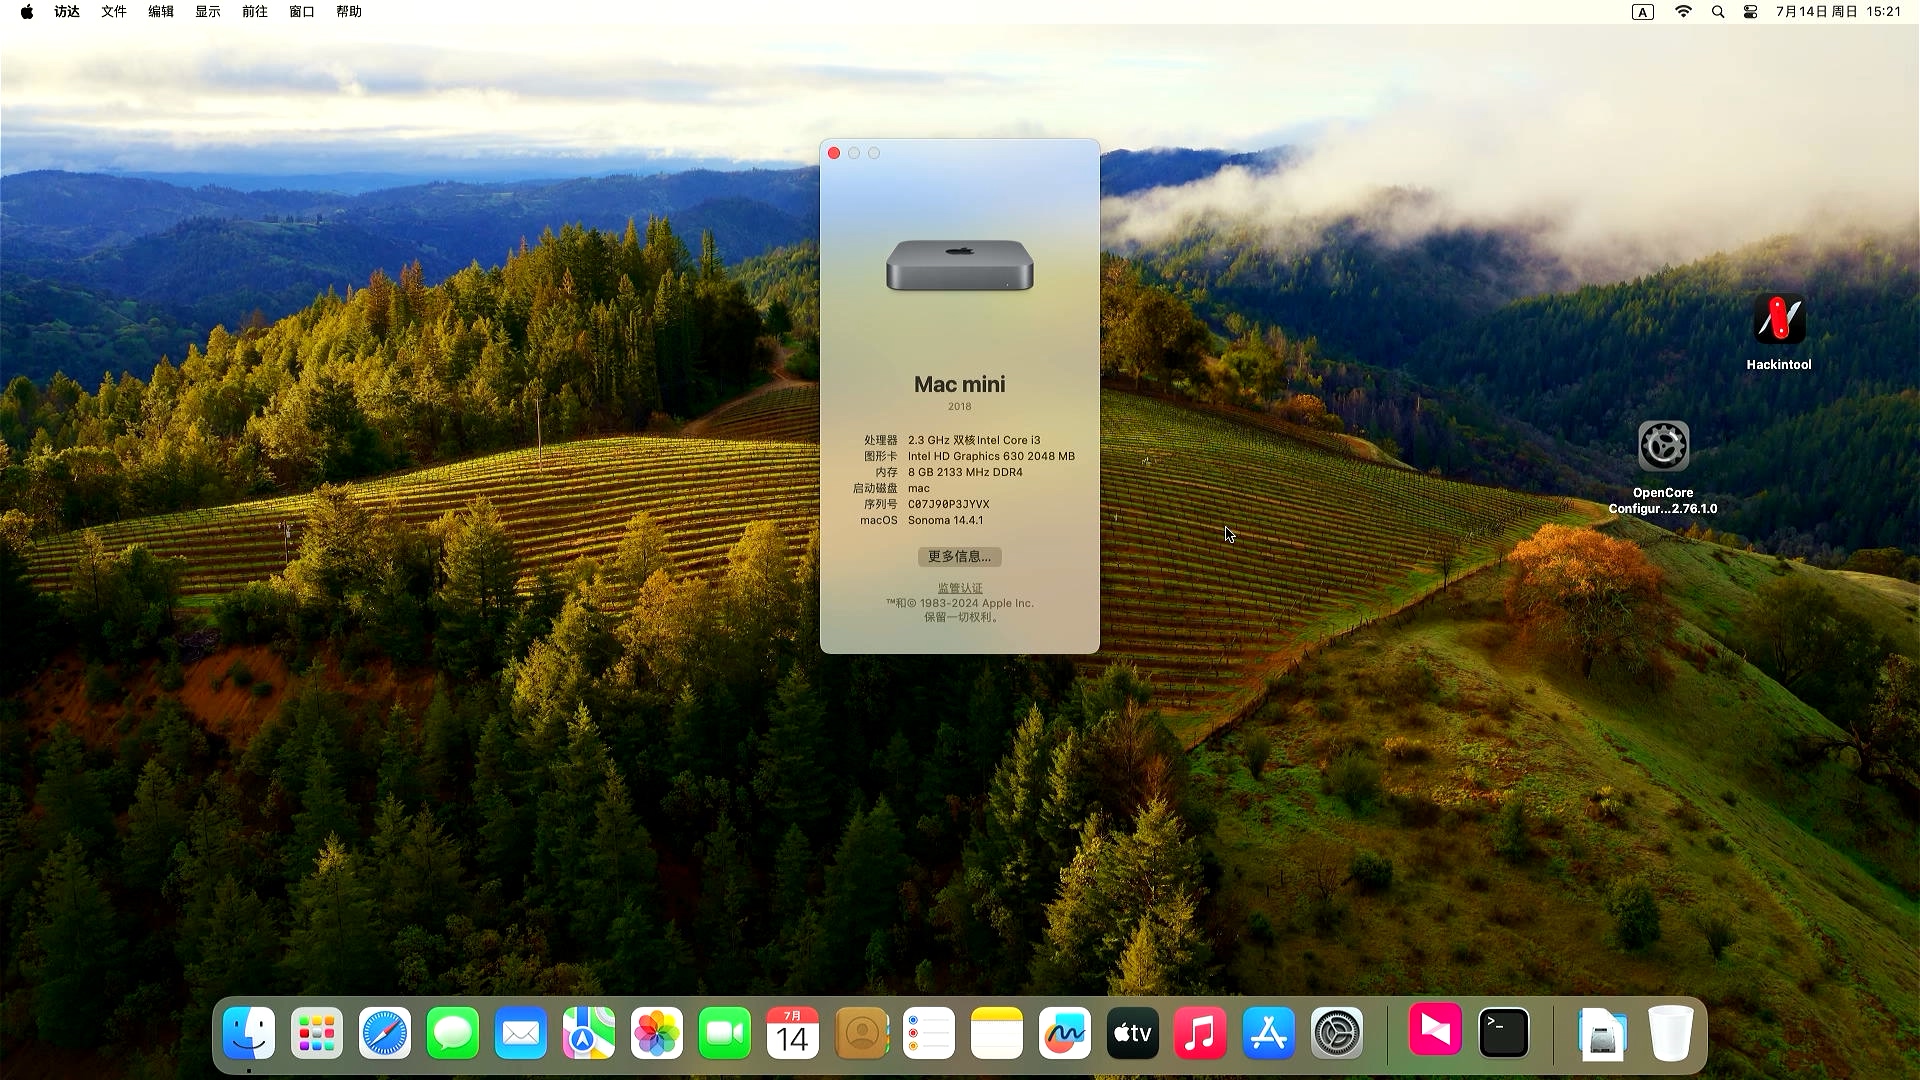 访达 文件 编辑 显示 前往 窗口 帮助 A 7月14日 周日 15:21
Mac mini
2018
处理器 2.3 GHz 双核Intel Core i3
图形卡 Intel HD Graphics 630 2048 MB
内存 8 GB 2133 MHz DDR4
启动磁盘 mac
序列号 C07J90P3JYVX
macOS Sonoma 14.4.1
更多信息...
监管认证
™和© 1983-2024 Apple Inc.
保留一切权利。
Hackintool
OpenCore
Configur...2.76.1.0
7月
14
tv
>_